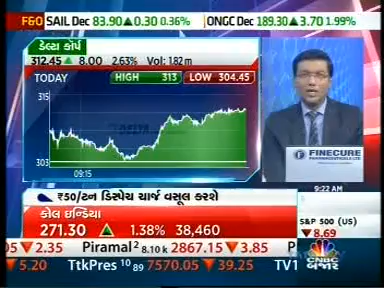 F&O SAIL Dec 83.90▲0.30 0.36% ONGC Dec 189.30▲3.70 1.99%
ડેલ્ટા કોર્પ
312.45 ▲ 8.00 2.63% Vol: 1.82 m
TODAY HIGH 313 LOW 304.45
315
303
09:15
FINECURE
PHARMACEUTICALS LTD
9:22 AM
₹50/ટન ડિસ્પેચ ચાર્જ વસૂલ કરશે
કોલ ઇન્ડિયા
271.30 ▲ 1.38% 38,460
S&P 500 (US)
▼8.69
05▼2.35 Piramal 8.10 k 2867.15▼3.85
▼5.20 TtkPres 10 89 7570.05▼39.25 TV1
CNBC
બજાર